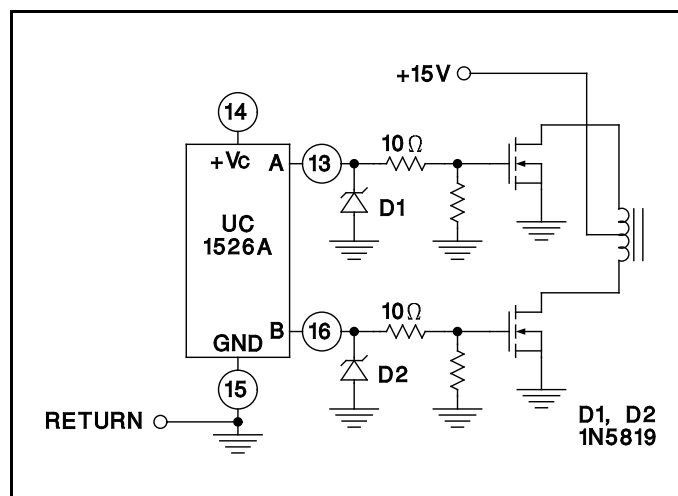 +15V
14
+VC
A
13
10Ω
D1
UC
1526A
B
16
10Ω
GND
D2
15
RETURN
D1, D2
1N5819